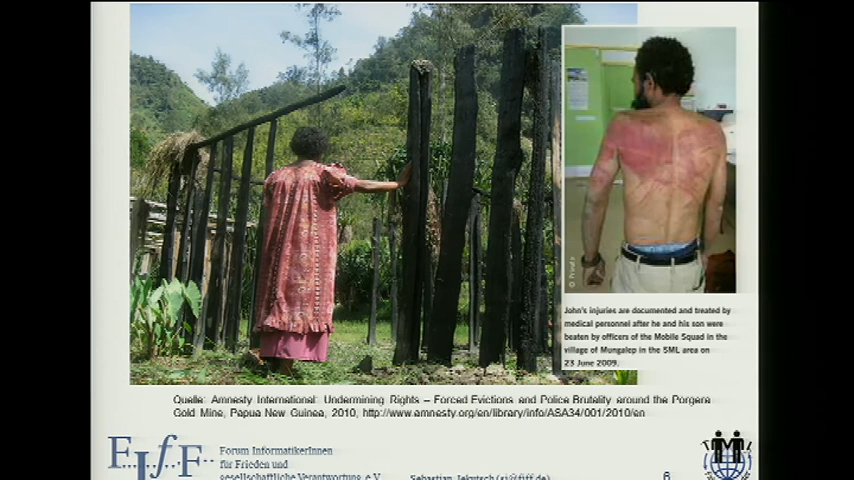 © Private
John's injuries are documented and treated by
medical personnel after he and his son were
beaten by officers of the Mobile Squad in the
village of Mungalep in the SML area on
23 June 2009.
Quelle: Amnesty International: Undermining Rights – Forced Evictions and Police Brutality around the Porgera
Gold Mine, Papua New Guinea, 2010, http://www.amnesty.org/en/library/info/ASA34/001/2010/en
F..I..f..F..
Forum InformatikerInnen
für Frieden und
gesellschaftliche Verantwortung e.V.
Sebastian Jekutsch (sj@fiff.de)
6